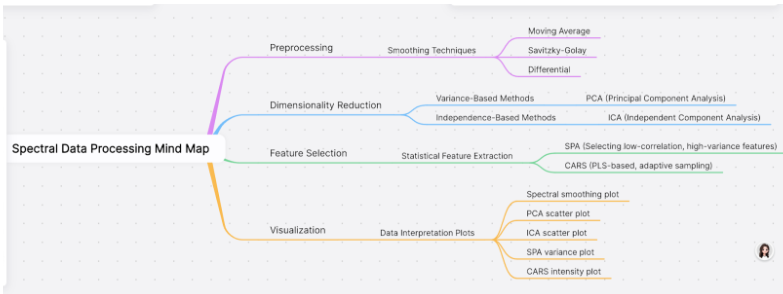 Spectral Data Processing Mind Map
Preprocessing
Smoothing Techniques
Moving Average
Savitzky-Golay
Differential
Dimensionality Reduction
Variance-Based Methods
PCA (Principal Component Analysis)
Independence-Based Methods
ICA (Independent Component Analysis)
Feature Selection
Statistical Feature Extraction
SPA (Selecting low-correlation, high-variance features)
CARS (PLS-based, adaptive sampling)
Visualization
Data Interpretation Plots
Spectral smoothing plot
PCA scatter plot
ICA scatter plot
SPA variance plot
CARS intensity plot